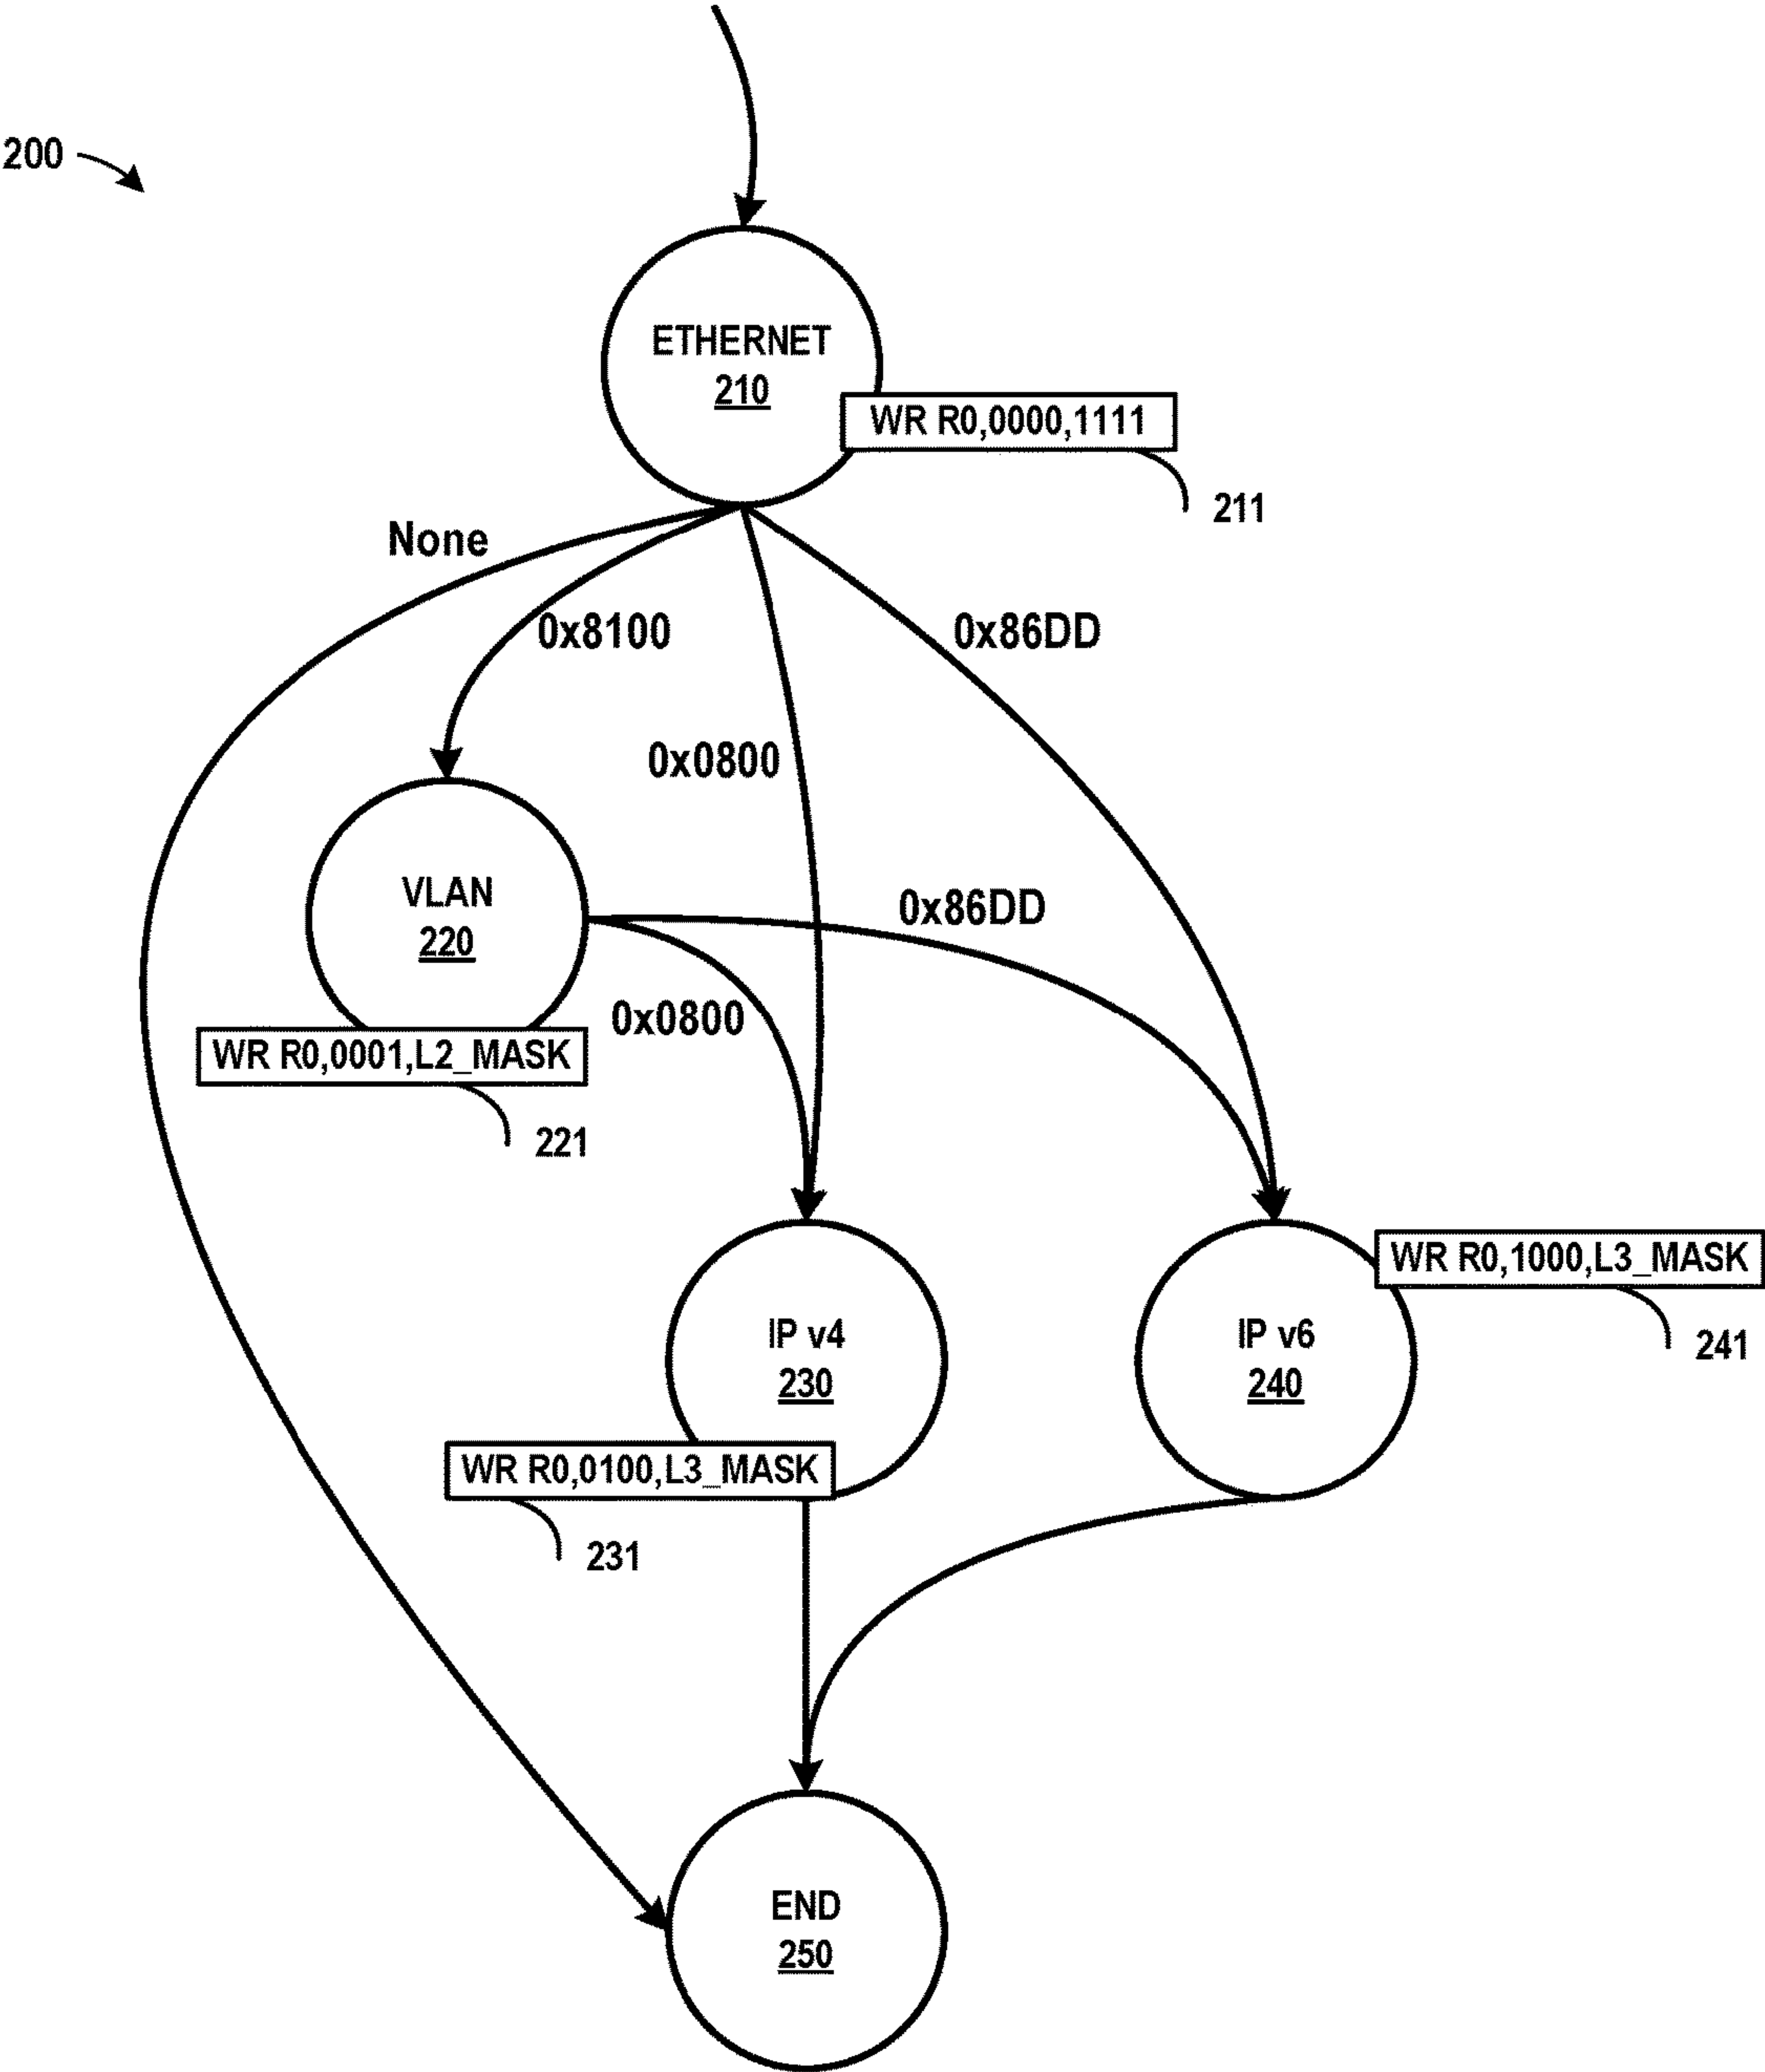 200
ETHERNET
210
WR R0,0000,1111
211
None
0x8100
0x86DD
0x0800
VLAN
220
0x86DD
0x0800
WR R0,0001,L2_MASK
221
WR R0,1000,L3_MASK
241
IP v4
230
IP v6
240
WR R0,0100,L3_MASK
231
END
250